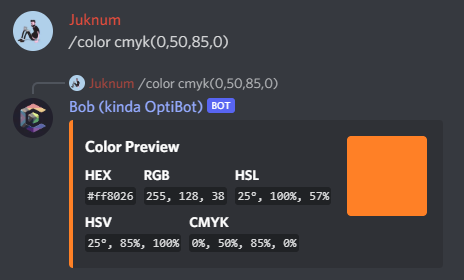 Juknum
/color cmyk(0,50,85,0)
Juknum /color cmyk(0,50,85,0)
Bob (kinda OptiBot) BOT
Color Preview
HEX RGB HSL
#ff8026 255, 128, 38 25°, 100%, 57%
HSV CMYK
25°, 85%, 100% 0%, 50%, 85%, 0%